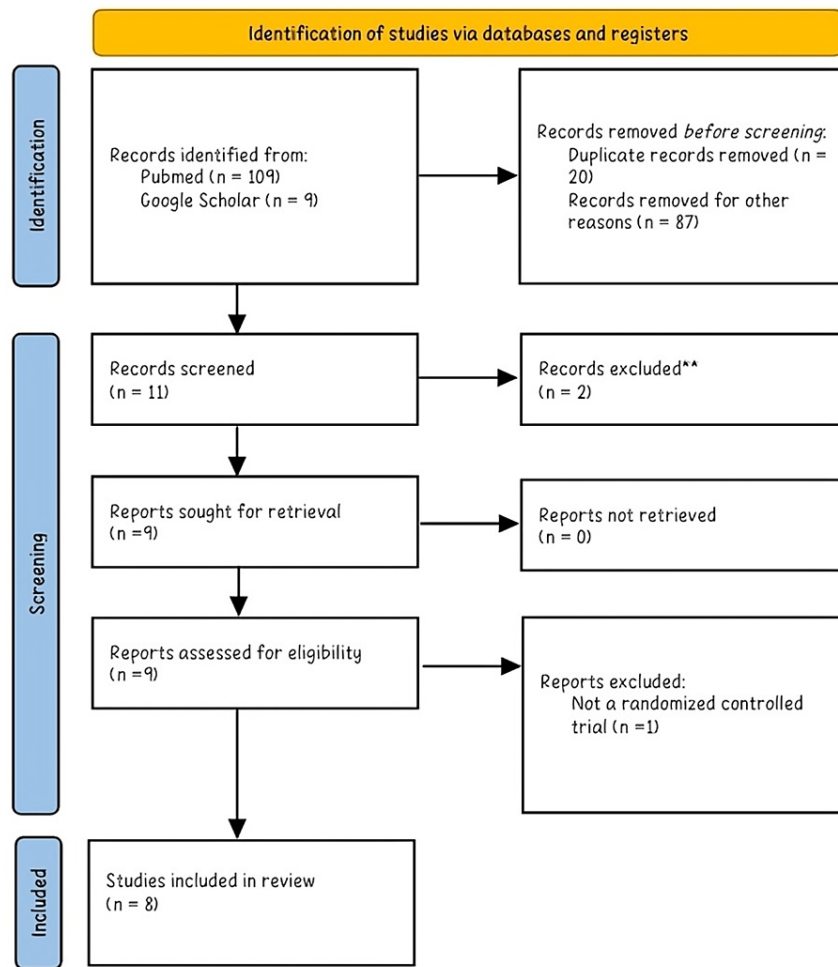 Identification of studies via databases and registers
Identification
Records identified from:
Pubmed (n = 109)
Google Scholar (n = 9)
Records removed before screening:
Duplicate records removed (n =
20)
Records removed for other
reasons (n = 87)
Screening
Records screened
(n = 11)
Records excluded**
(n = 2)
Reports sought for retrieval
(n =9)
Reports not retrieved
(n = 0)
Reports assessed for eligibility
(n =9)
Reports excluded:
Not a randomized controlled
trial (n =1)
Included
Studies included in review
(n = 8)